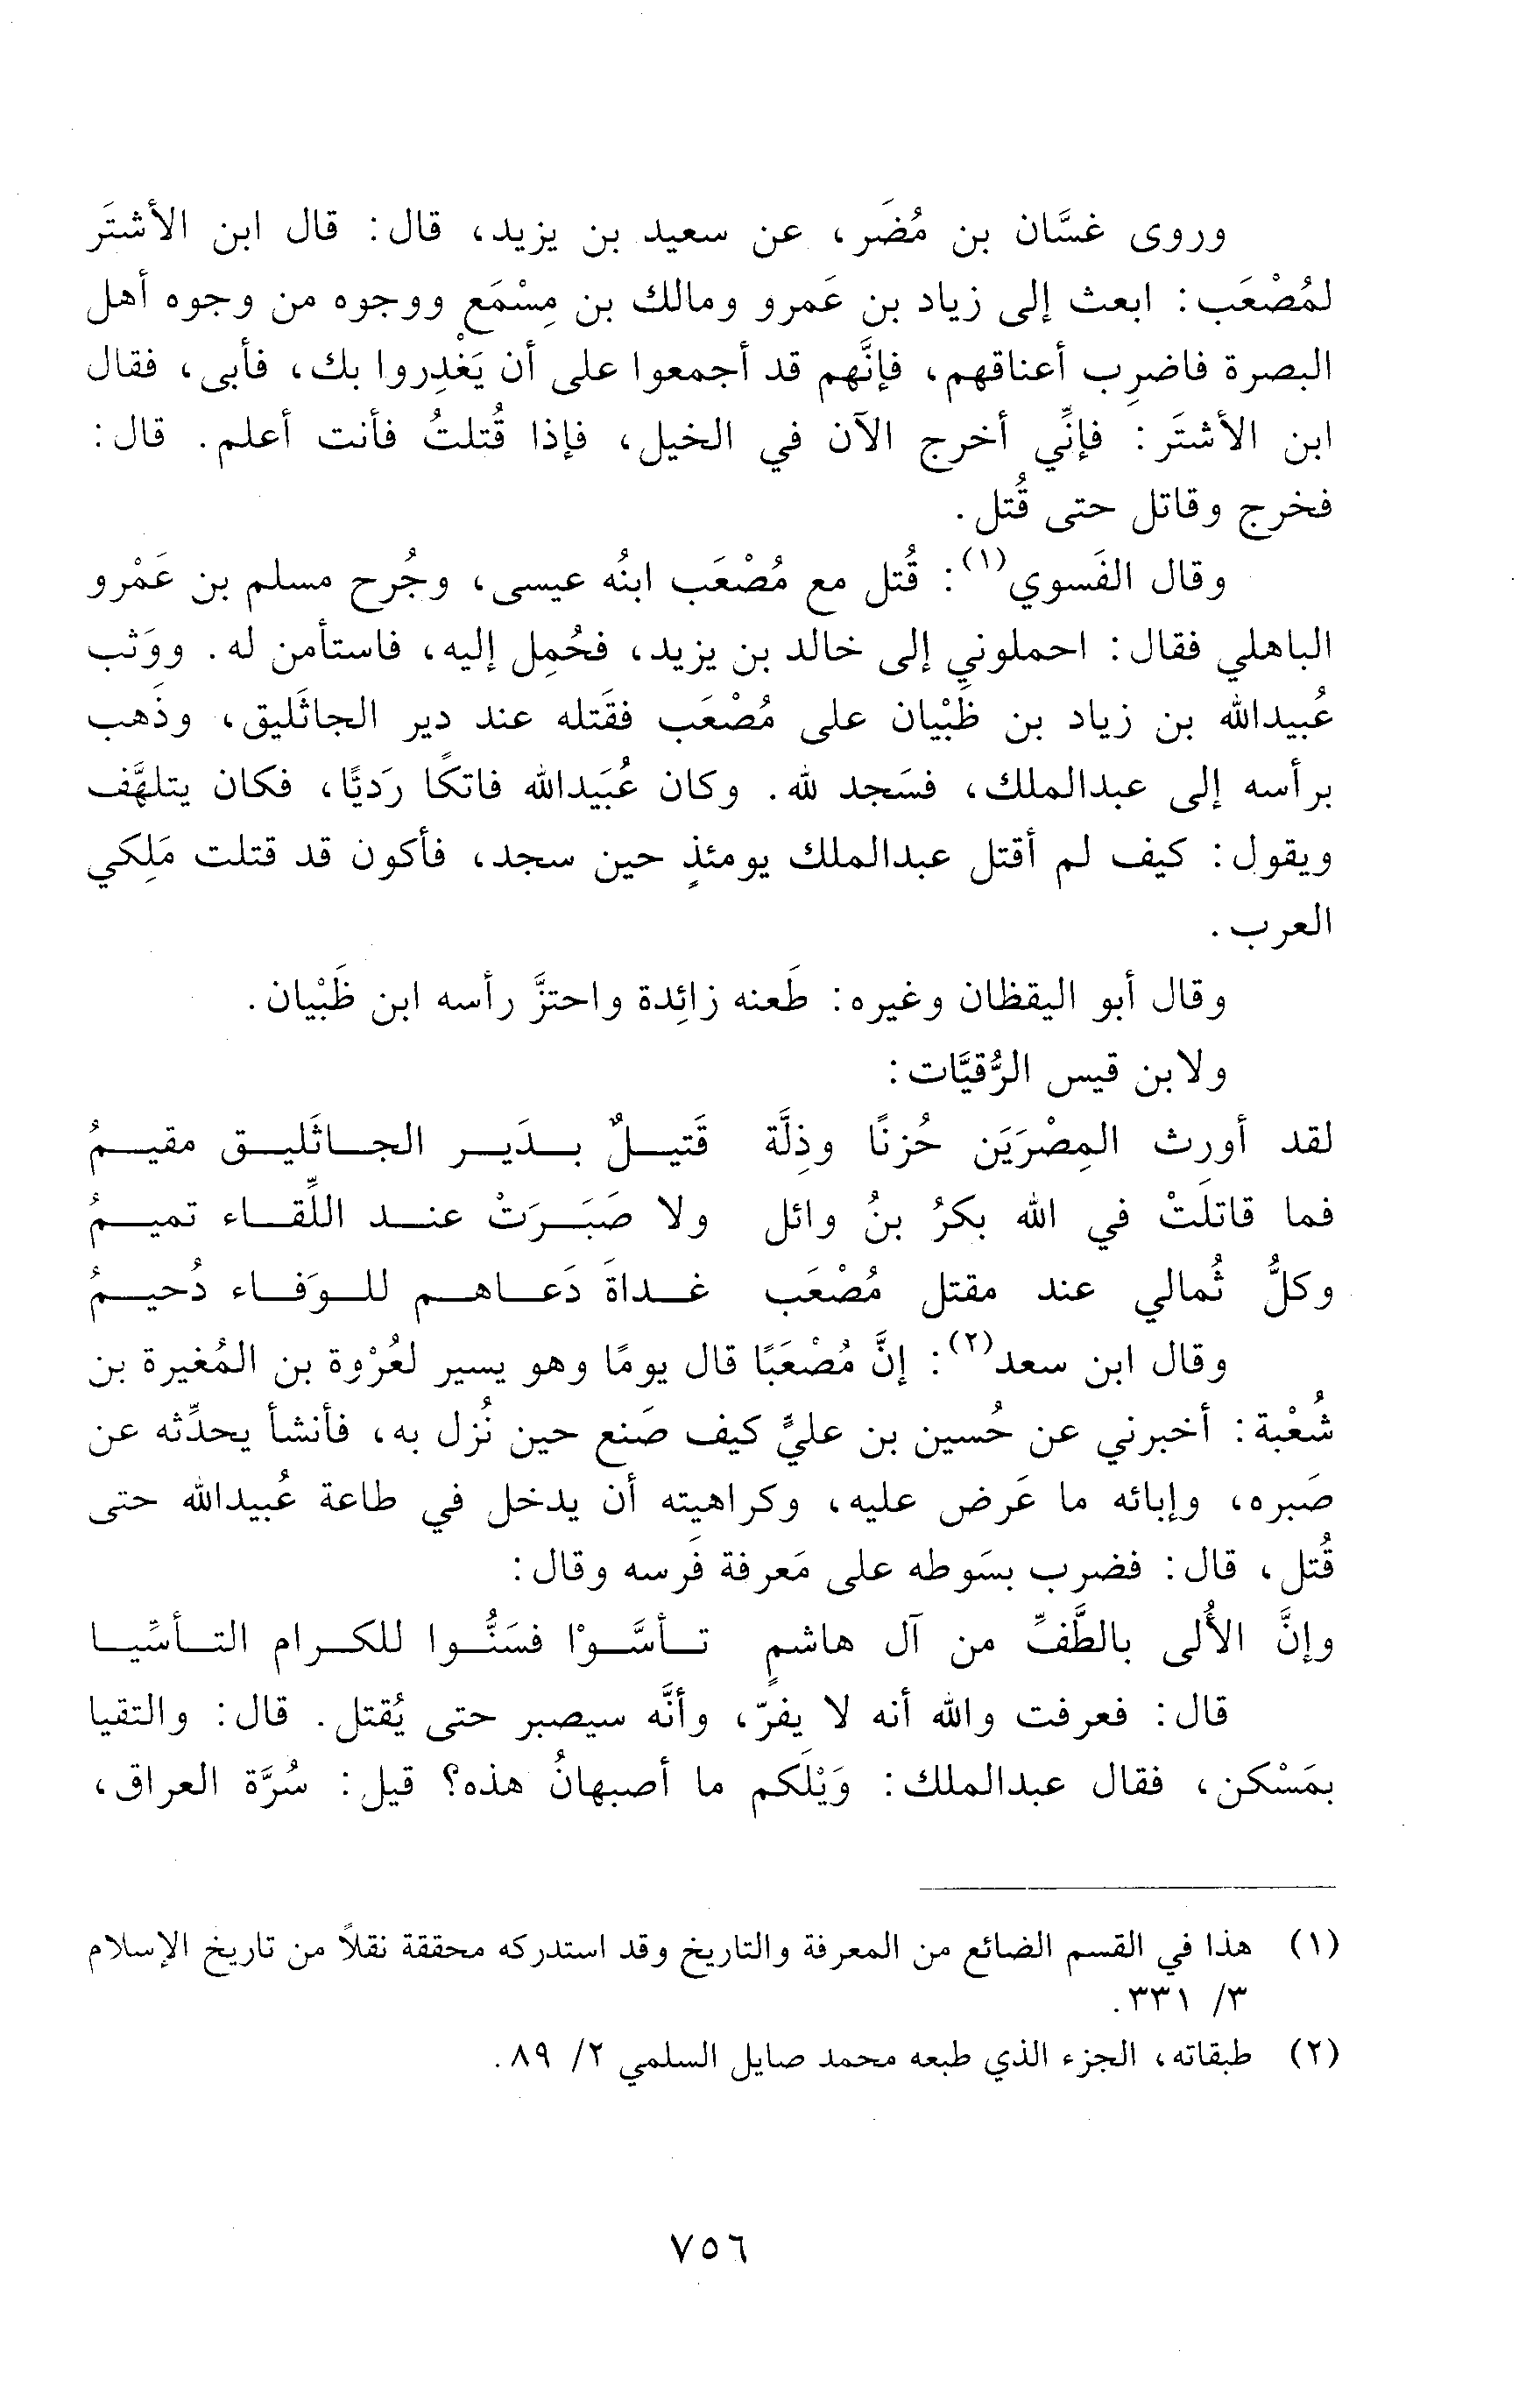 وروى غسَّان بن مُضَر، عن سعيد بن يزيد، قال: قال ابن الأشتَر
لمُصْعَب: ابعث إلى زياد بن عَمرو ومالك بن مِسْمَع ووجوه من وجوه أهل
البصرة فاضرِب أعناقهم، فإنَّهم قد أجمعوا على أن يَغْدِروا بك، فأبى، فقال
ابن الأشتَر: فإنِّي أخرج الآن في الخيل، فإذا قُتلتُ فأنت أعلم. قال:
فخرج وقاتل حتى قُتل.
وقال الفَسوي(١): قُتل مع مُصْعَب ابنُه عيسى، وجُرح مسلم بن عَمْرو
الباهلي فقال: احملوني إلى خالد بن يزيد، فحُمِل إليه، فاستأمن له. ووَثب
عُبيدالله بن زياد بن ظَبْيان على مُصْعَب فقَتله عند دير الجاثَليق، وذَهب
برأسه إلى عبدالملك، فسَجد لله. وكان عُبَيدالله فاتكًا رَديًّا، فكان يتلهَّف
ويقول: كيف لم أقتل عبدالملك يومئذٍ حين سجد، فأكون قد قتلت مَلِكي
العرب.
وقال أبو اليقظان وغيره: طَعنه زائِدة واحتزَّ رأسه ابن ظَبْيان.
ولابن قيس الرُّقيَّات:
لقد أورث المِصْرَيَن حُزنًا وذِلَّة قَتيلٌ بدَير الجاثَليق مقيمُ
فما قاتلَتْ في الله بكرُ بنُ وائل ولا صَبَرَتْ عند اللِّقاء تميمُ
وكلُّ ثُمالي عند مقتل مُصْعَب غداةَ دَعاهم للوَفاء دُحيمُ
وقال ابن سعد(٢): إنَّ مُصْعَبًا قال يومًا وهو يسير لعُرْوة بن المُغيرة بن
شُعْبة: أخبرني عن حُسين بن عليٍّ كيف صَنع حين نُزل به، فأنشأ يحدِّثه عن
صَبره، وإبائه ما عَرض عليه، وكراهيته أن يدخل في طاعة عُبيدالله حتى
قُتل، قال: فضرب بسَوطه على مَعرفة فَرسه وقال:
وإنَّ الأُلى بالطَّفِّ من آل هاشمٍ تأسَّوْا فسَنُّوا للكرام التأسِّيا
قال: فعرفت والله أنه لا يفرّ، وأنَّه سيصبر حتى يُقتل. قال: والتقيا
بمَسْكن، فقال عبدالملك: وَيْلَكم ما أصبهانُ هذه؟ قيل: سُرَّة العراق،
(١) هذا في القسم الضائع من المعرفة والتاريخ وقد استدركه محققة نقلاً من تاريخ الإسلام
٣/ ٣٣١.
(٢) طبقاته، الجزء الذي طبعه محمد صايل السلمي ٢/ ٨٩.
٧٥٦